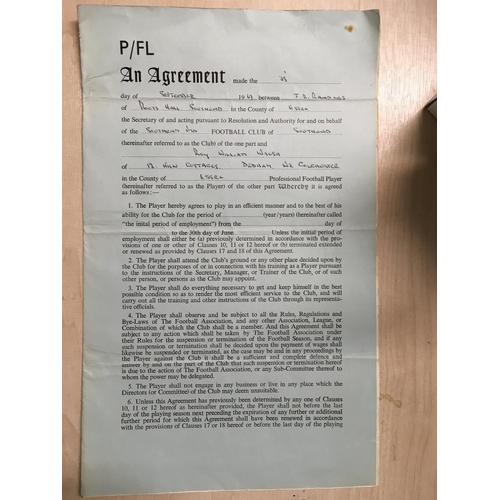 P/FL
An Agreement made the
day of September 19 between
of Roots Hall Southend in the County of Essex
the Secretary of and acting pursuant to Resolution and Authority for and on behalf
of the Southend Utd FOOTBALL CLUB of Southend
(hereinafter referred to as the Club) of the one part and
Roy William Walsh
of Hill Cottages Dedham Nr Colchester
in the County of Essex Professional Football Player
(hereinafter referred to as the Player) of the other part Whereby it is agreed
as follows:—
1. The Player hereby agrees to play in an efficient manner and to the best of his
ability for the Club for the period of (year/years) (hereinafter called
“the initial period of employment”) from the day of
to the 30th day of June Unless the initial period of
employment shall either be (a) previously determined in accordance with the pro-
visions of one or other of Clauses 10, 11 or 12 hereof or (b) terminated extended
or renewed as provided by Clauses 17 and 18 of this Agreement.
2. The Player shall attend the Club's ground or any other place decided upon by
the Club for the purposes of or in connection with his training as a Player pursuant
to the instructions of the Secretary, Manager, or Trainer of the Club, or of such
other person, or persons as the Club may appoint.
3. The Player shall do everything necessary to get and keep himself in the best
possible condition so as to render the most efficient service to the Club, and will
carry out all the training and other instructions of the Club through its representa-
tive officials.
4. The Player shall observe and be subject to all the Rules, Regulations and
Bye-Laws of The Football Association, and any other Association, League, or
Combination of which the Club shall be a member. And this Agreement shall be
subject to any action which shall be taken by The Football Association under
their Rules for the suspension or termination of the Football Season, and if any
such suspension or termination shall be decided upon the payment of wages shall
likewise be suspended or terminated, as the case may be and in any proceedings by
the Player against the Club it shall be a sufficient and complete defence and
answer by and on the part of the Club that such suspension or termination hereof
is due to the action of The Football Association, or any Sub-Committee thereof to
whom the power may be delegated.
5. The Player shall not engage in any business or live in any place which the
Directors (or Committee) of the Club may deem unsuitable.
6. Unless this Agreement has previously been determined by any one of Clauses
10, 11 or 12 hereof as hereinafter provided, the Player shall not before the last
day of the playing season next preceding the expiration of any further or additional
further period for which this Agreement shall have been renewed in accordance
with the provisions of Clauses 17 or 18 hereof or before the last day of the playing